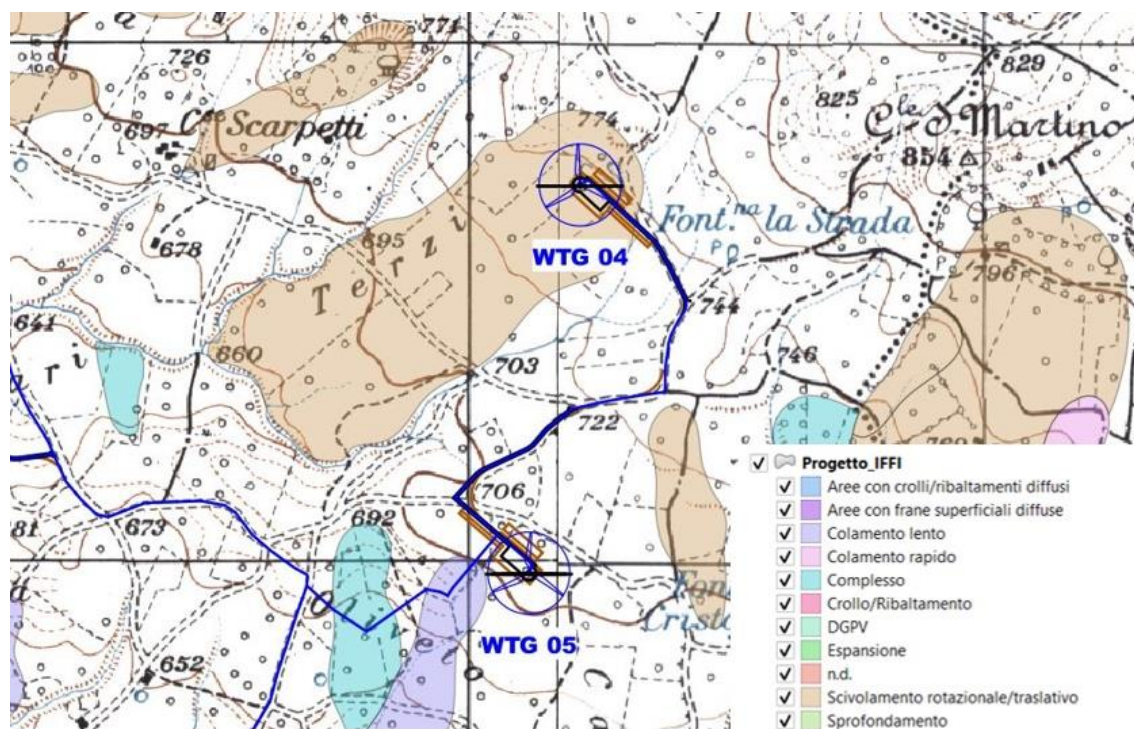 771
726
829
774
825
697
C
Scarpetti
C.le S. Martino
854
Font.na la Strada
678
695
WTG 04
T e r z i
796
744
641
r i
660
703
746
722
760
706
81
673
692
O l i v e t o
WTG 05
652
C a
Progetto_IFFI
Aree con crolli/ribaltamenti diffusi
Aree con frane superficiali diffuse
Colamento lento
Colamento rapido
Complesso
Crollo/Ribaltamento
DGPV
Espansione
n.d.
Scivolamento rotazionale/traslativo
Sprofondamento